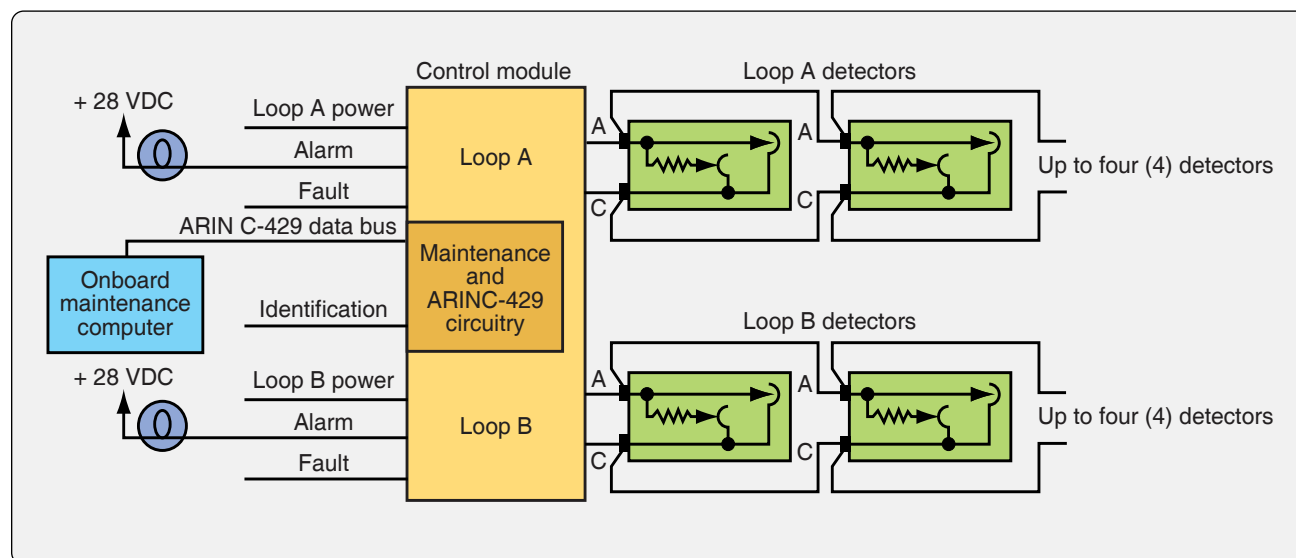 Control module
Loop A detectors
+ 28 VDC
Loop A power
Alarm
Fault
ARIN C-429 data bus
Loop A
A
C
A
C
Up to four (4) detectors
Onboard
maintenance
computer
Maintenance
and
ARINC-429
circuitry
Identification
Loop B detectors
+ 28 VDC
Loop B power
Alarm
Fault
Loop B
A
C
A
C
Up to four (4) detectors